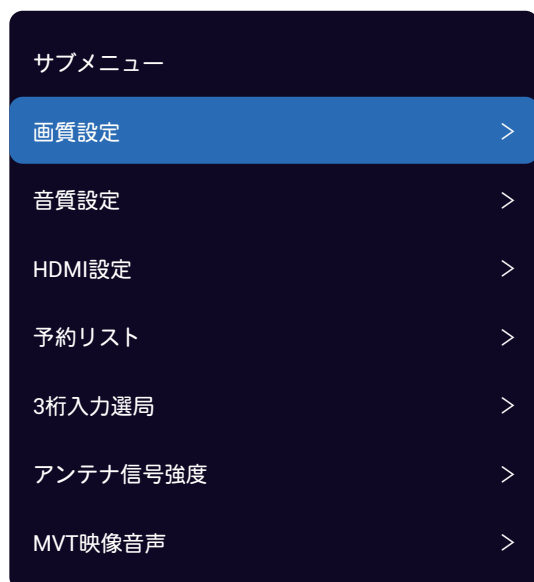 サブメニュー
画質設定
音質設定
HDMI設定
予約リスト
3桁入力選局
アンテナ信号強度
MVT映像音声